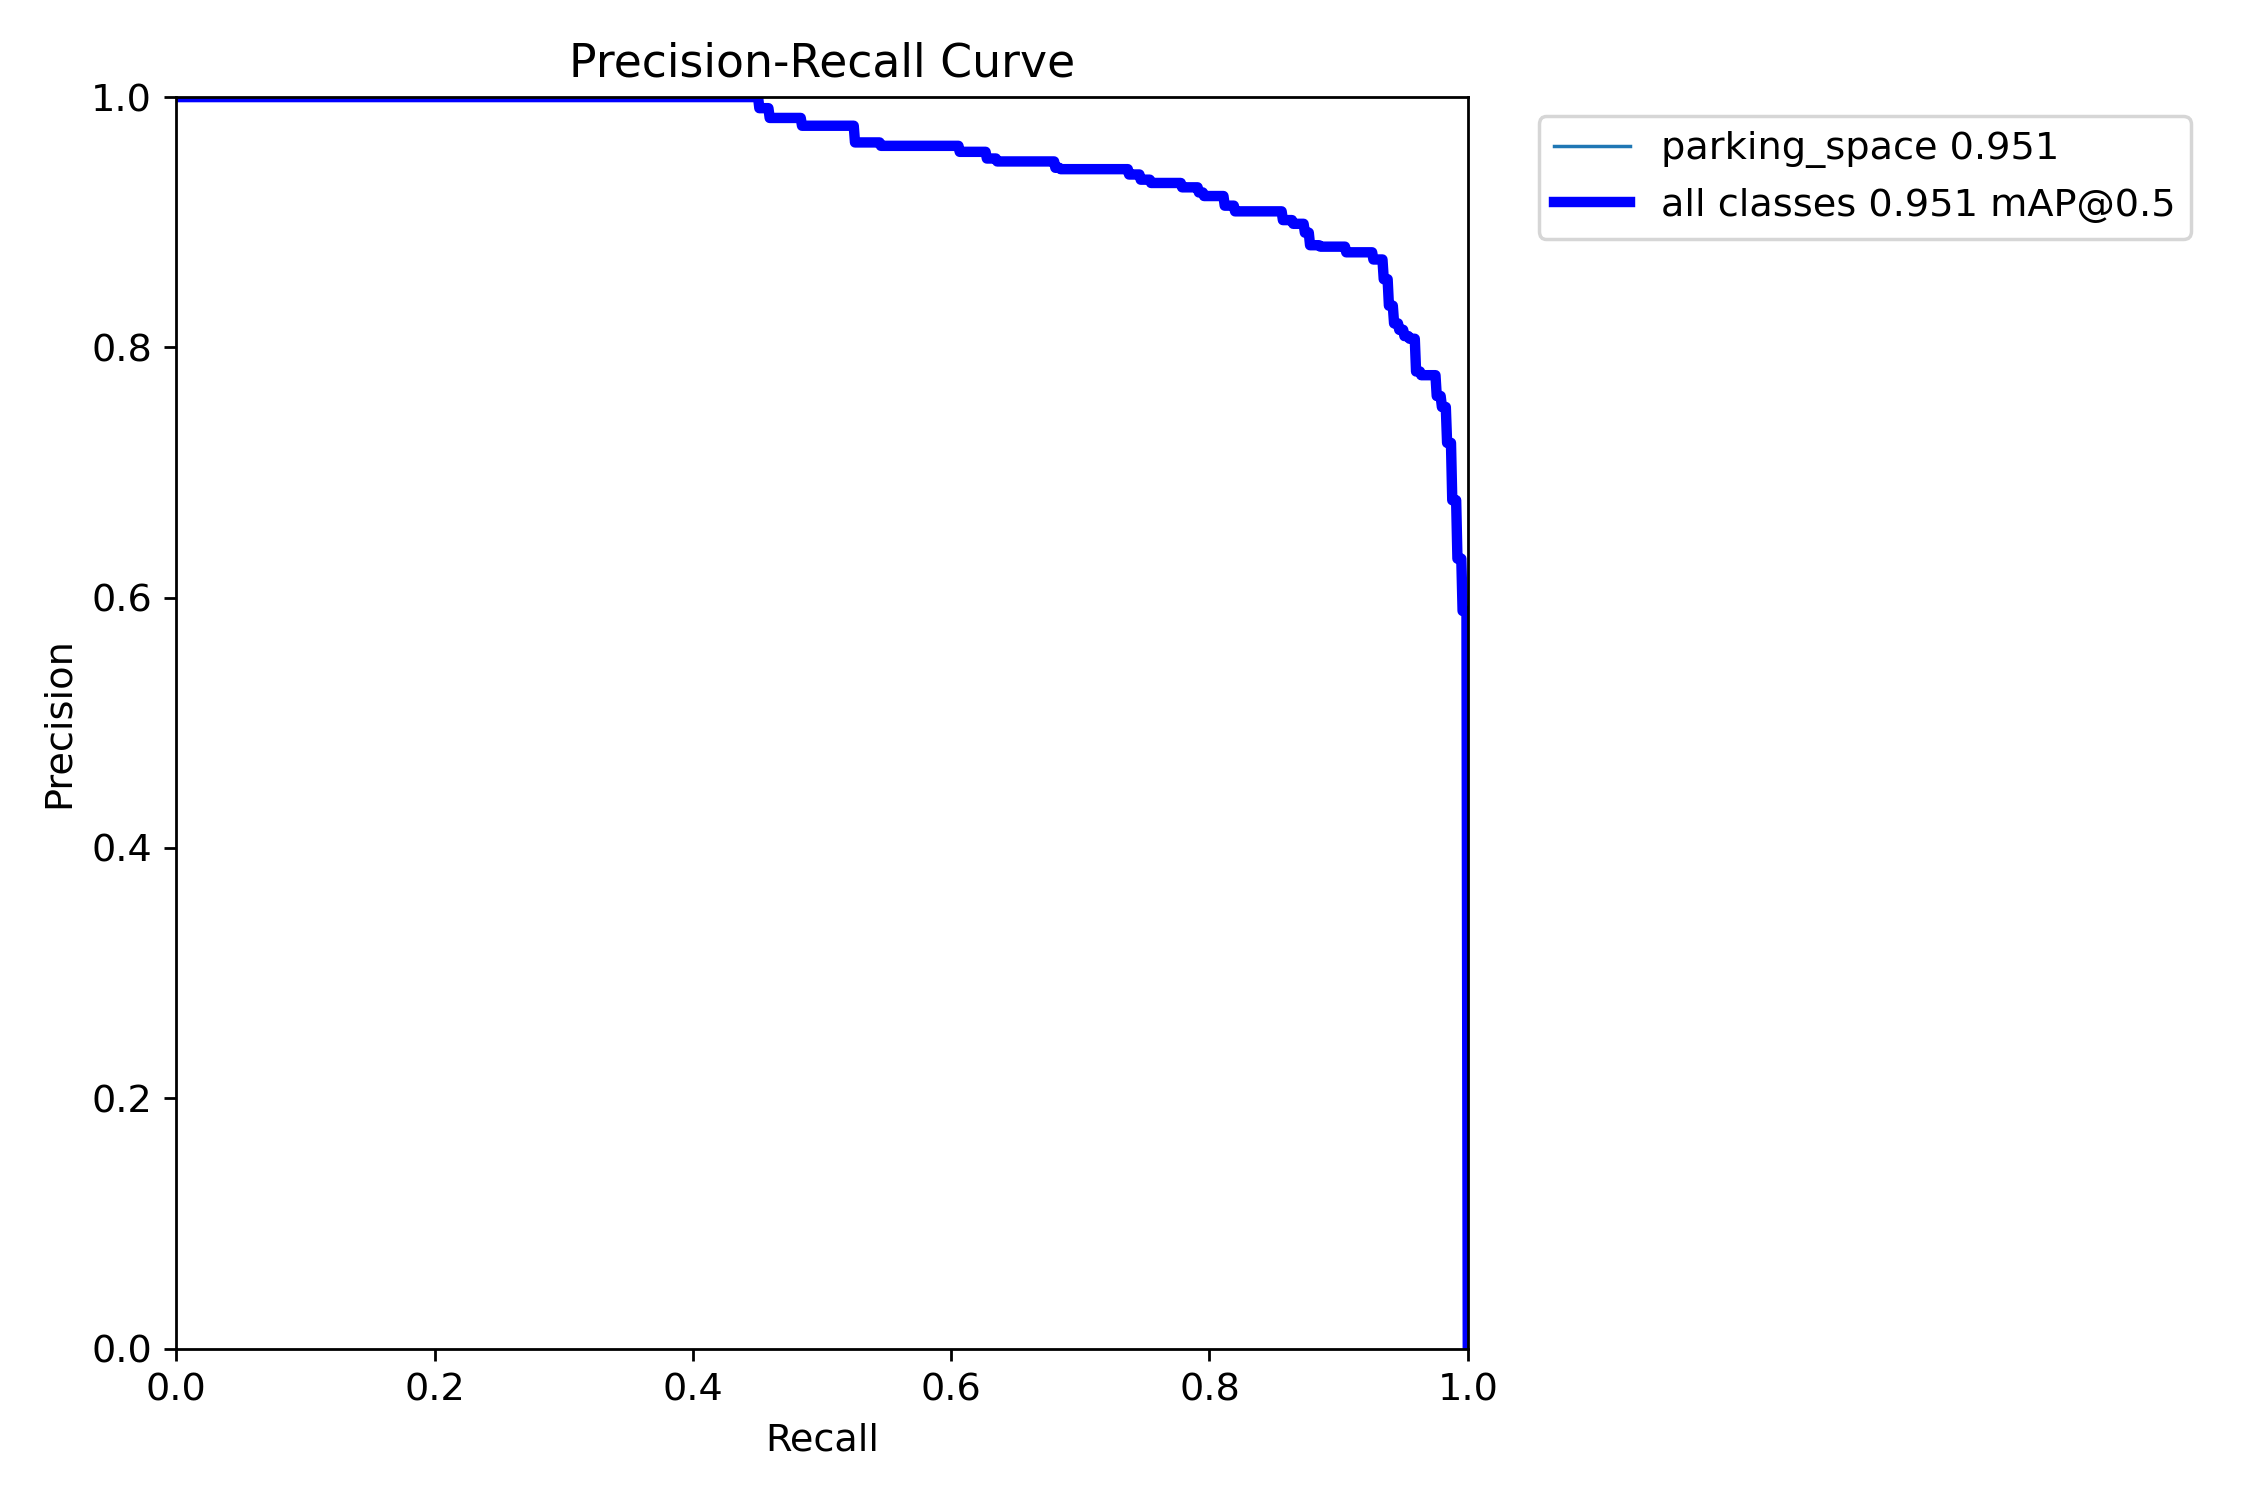 Precision-Recall Curve
1.0
0.8
0.6
0.4
0.2
0.0
Precision
0.0 0.2 0.4 0.6 0.8 1.0
Recall
parking_space 0.951
all classes 0.951 mAP@0.5